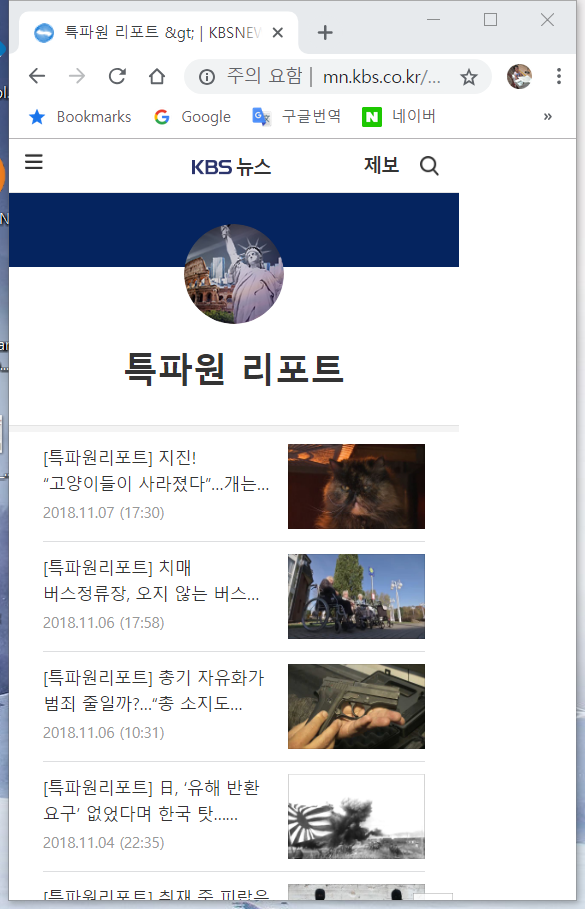 특파원 리포트 &gt; | KBSNEW
주의 요함 | mn.kbs.co.kr/...
Bookmarks Google 구글번역 네이버 »
KBS 뉴스 제보
특파원 리포트
[특파원리포트] 지진!
“고양이들이 사라졌다”…개는…
2018.11.07 (17:30)
[특파원리포트] 치매
버스정류장, 오지 않는 버스…
2018.11.06 (17:58)
[특파원리포트] 총기 자유화가
범죄 줄일까?…“총 소지도…
2018.11.06 (10:31)
[특파원리포트] 日, ‘유해 반환
요구’ 없었다며 한국 탓……
2018.11.04 (22:35)
[특파원리포트] 취재 중 피랍은